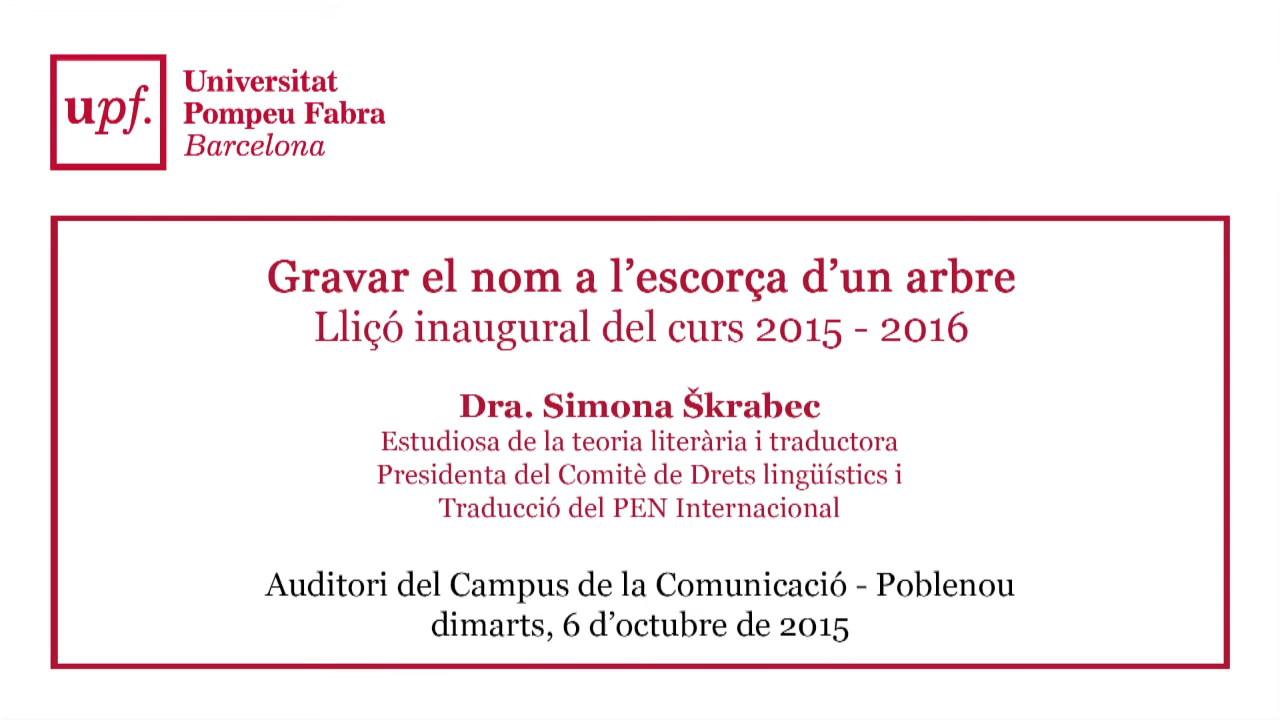 upf.
Universitat
Pompeu Fabra
Barcelona
Gravar el nom a l’escorça d’un arbre
Lliçó inaugural del curs 2015 - 2016
Dra. Simona Škrabec
Estudiosa de la teoria literària i traductora
Presidenta del Comitè de Drets lingüístics i
Traducció del PEN Internacional
Auditori del Campus de la Comunicació - Poblenou
dimarts, 6 d’octubre de 2015